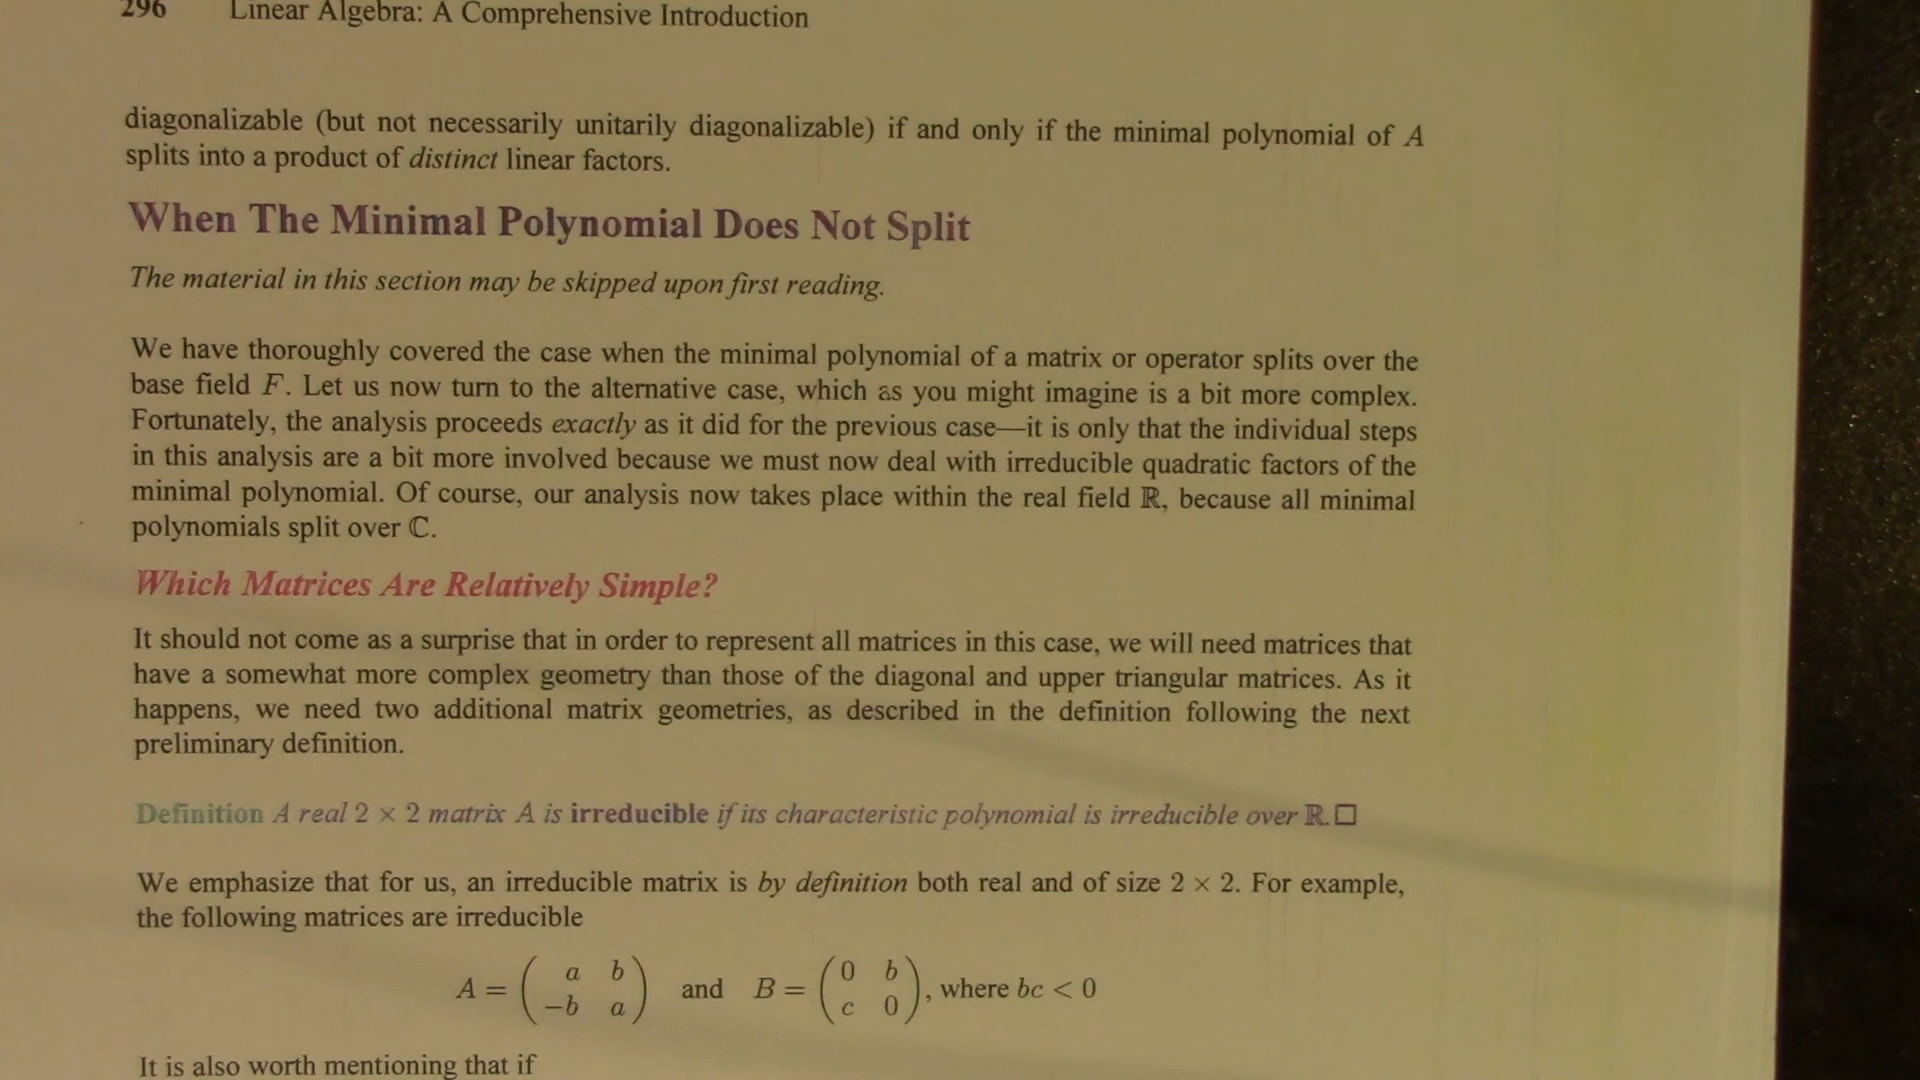 296 Linear Algebra: A Comprehensive Introduction
diagonalizable (but not necessarily unitarily diagonalizable) if and only if the minimal polynomial of A
splits into a product of distinct linear factors.
When The Minimal Polynomial Does Not Split
The material in this section may be skipped upon first reading.
We have thoroughly covered the case when the minimal polynomial of a matrix or operator splits over the
base field F. Let us now turn to the alternative case, which as you might imagine is a bit more complex.
Fortunately, the analysis proceeds exactly as it did for the previous case—it is only that the individual steps
in this analysis are a bit more involved because we must now deal with irreducible quadratic factors of the
minimal polynomial. Of course, our analysis now takes place within the real field ℝ, because all minimal
polynomials split over ℂ.
Which Matrices Are Relatively Simple?
It should not come as a surprise that in order to represent all matrices in this case, we will need matrices that
have a somewhat more complex geometry than those of the diagonal and upper triangular matrices. As it
happens, we need two additional matrix geometries, as described in the definition following the next
preliminary definition.
Definition A real 2 × 2 matrix A is irreducible if its characteristic polynomial is irreducible over ℝ.□
We emphasize that for us, an irreducible matrix is by definition both real and of size 2 × 2. For example,
the following matrices are irreducible
A = ( a b ) and B = ( 0 b ), where bc < 0
-b a c 0
It is also worth mentioning that if